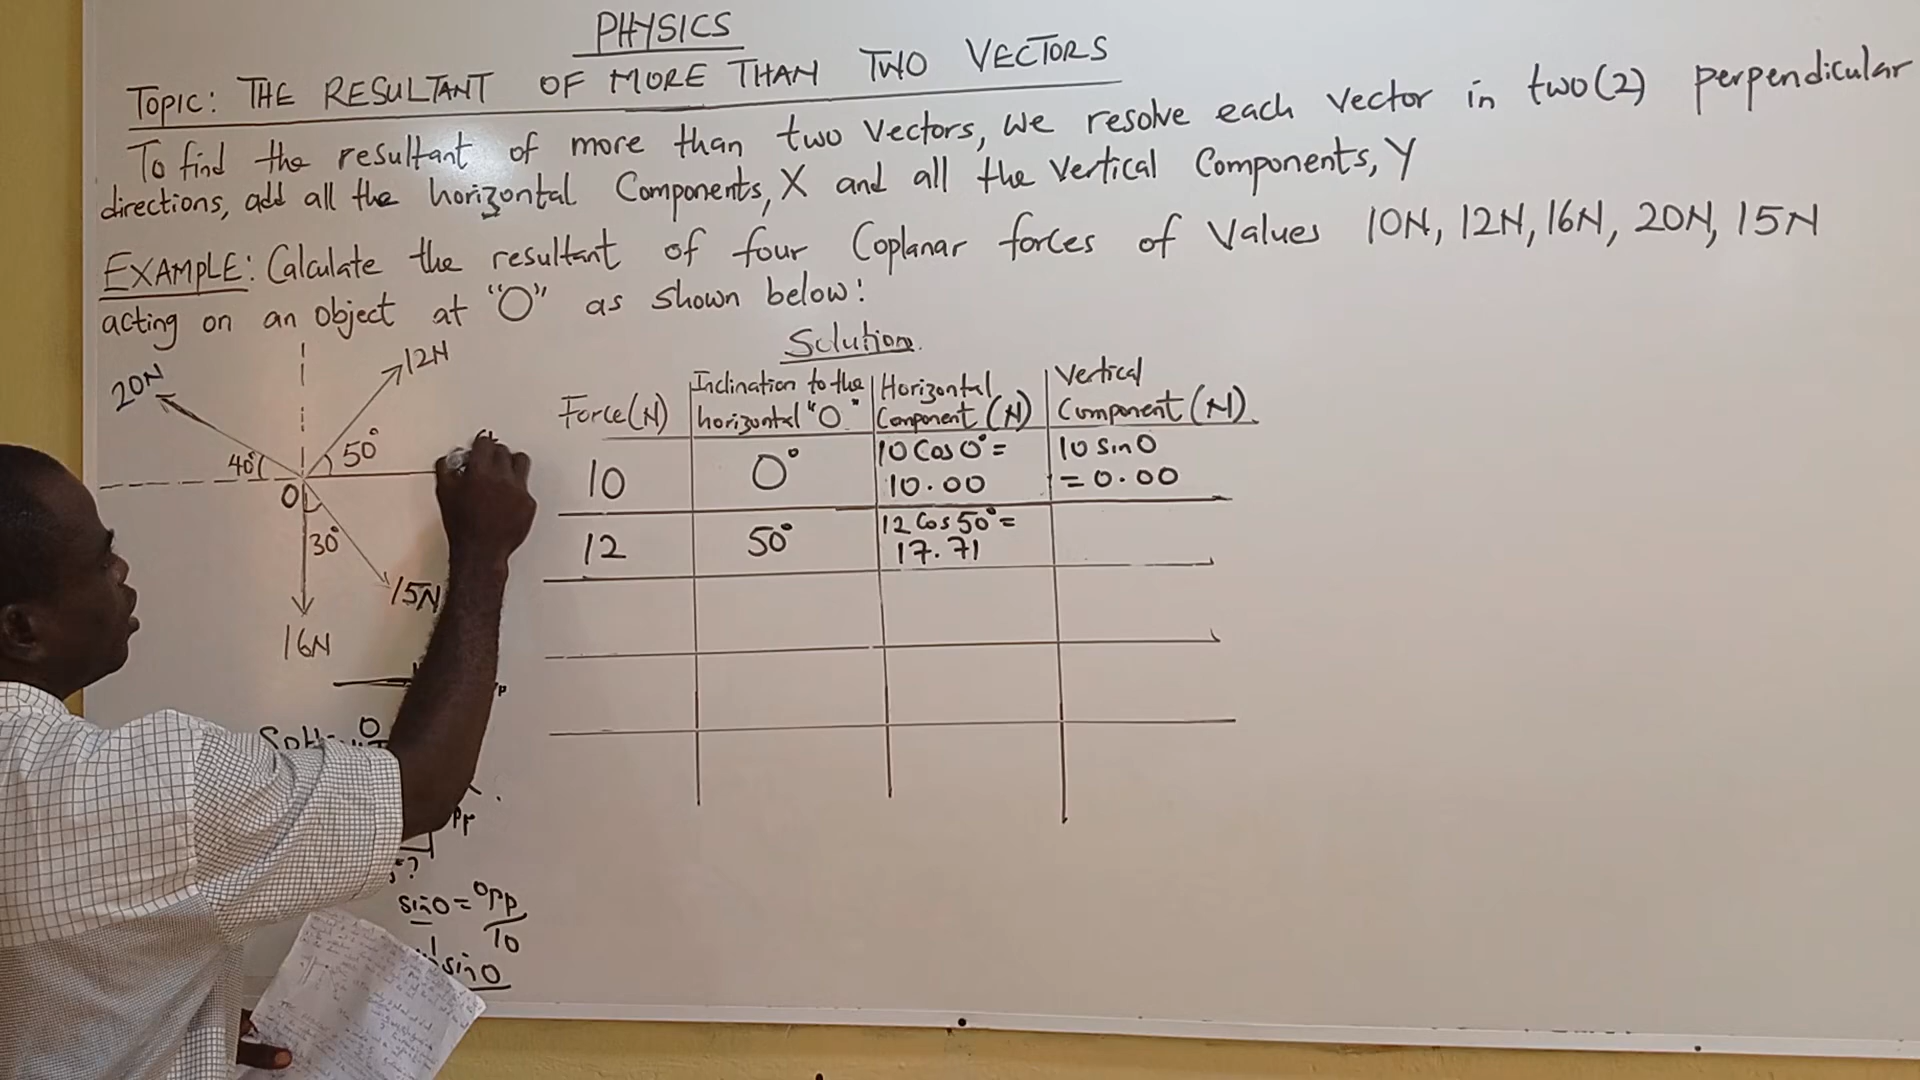 PHYSICS
Topic: THE RESULTANT OF MORE THAN TWO VECTORS
To find the resultant of more than two vectors, we resolve each vector in two(2) perpendicular
directions, add all the horizontal Components, X and all the vertical Components, Y
EXAMPLE: Calculate the resultant of four Coplanar forces of Values 10N, 12N, 16N, 20N, 15N
acting on an object at "O" as shown below:
20N
12N
40°
50°
O
30°
15N
16N
Solution
Force(N)
Inclination to the
horizontal "O"
Horizontal
Component (N)
Vertical
Component (N)
10
0°
10 Cos 0° =
10.00
10 sin 0
= 0.00
12
50°
12 Cos 50° =
17.71
sin0 = opp
10
sin0